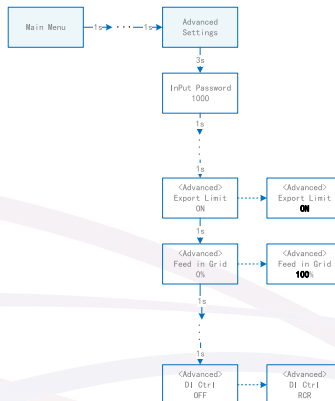 Main Menu
1s
1s
Advanced
Settings
3s
InPut Password
1000
1s
1s
<Advanced>
Export Limit
ON
<Advanced>
Export Limit
ON
1s
<Advanced>
Feed in Grid
0%
<Advanced>
Feed in Grid
100%
1s
1s
<Advanced>
DI Ctrl
OFF
<Advanced>
DI Ctrl
RCR